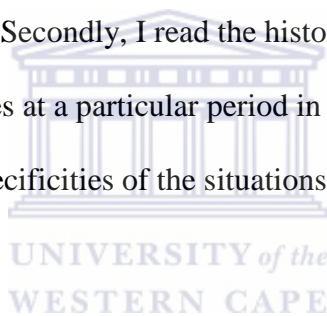 Secondly, I read the histo
es at a particular period in
ecificities of the situations
UNIVERSITY of the
WESTERN CAPE